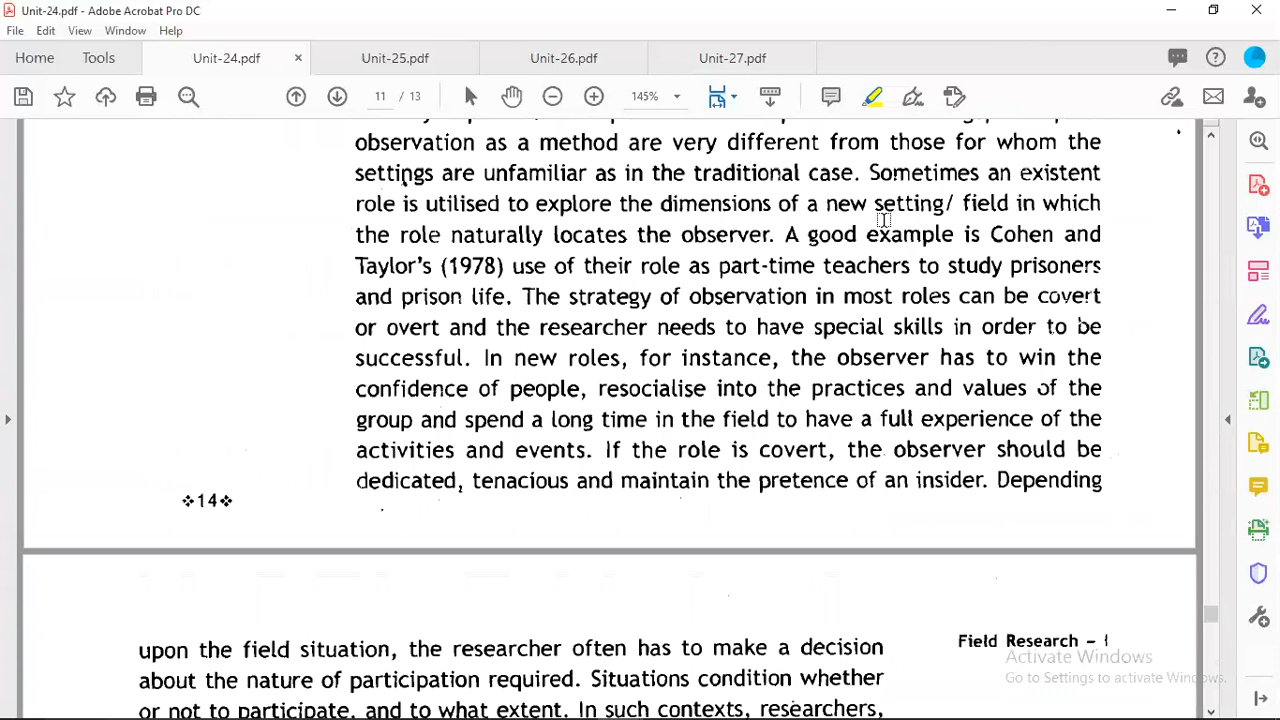 Unit-24.pdf - Adobe Acrobat Pro DC
File Edit View Window Help
Home Tools Unit-24.pdf Unit-25.pdf Unit-26.pdf Unit-27.pdf
11 / 13 145%
observation as a method are very different from those for whom the
settings are unfamiliar as in the traditional case. Sometimes an existent
role is utilised to explore the dimensions of a new setting/ field in which
the role naturally locates the observer. A good example is Cohen and
Taylor's (1978) use of their role as part-time teachers to study prisoners
and prison life. The strategy of observation in most roles can be covert
or overt and the researcher needs to have special skills in order to be
successful. In new roles, for instance, the observer has to win the
confidence of people, resocialise into the practices and values of the
group and spend a long time in the field to have a full experience of the
activities and events. If the role is covert, the observer should be
dedicated, tenacious and maintain the pretence of an insider. Depending
❖14❖
upon the field situation, the researcher often has to make a decision
about the nature of participation required. Situations condition whether
or not to participate, and to what extent. In such contexts, researchers,
Field Research – I
Activate Windows
Go to Settings to activate Windows.